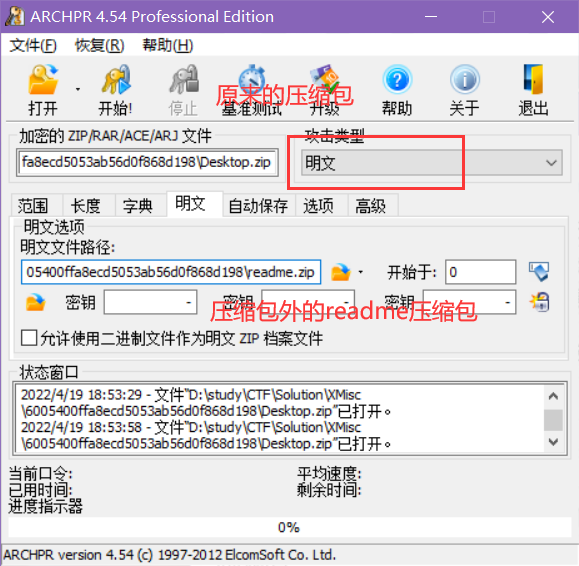 ARCHPR 4.54 Professional Edition
文件(F) 恢复(R) 帮助(H)
原来的压缩包
打开 开始! 停止 基准测试 升级 帮助 关于 退出
加密的 ZIP/RAR/ACE/ARJ 文件
攻击类型
fa8ecd5053ab56d0f868d198\Desktop.zip
明文
范围 长度 字典 明文 自动保存 选项 高级
明文选项
明文文件路径:
05400ffa8ecd5053ab56d0f868d198\readme.zip
开始于: 0
密钥 - 密钥 - 密钥 -
压缩包外的readme压缩包
允许使用二进制文件作为明文 ZIP 档案文件
状态窗口
2022/4/19 18:53:29 - 文件“D:\study\CTF\Solution\XMisc
\6005400ffa8ecd5053ab56d0f868d198\Desktop.zip”已打开。
2022/4/19 18:53:58 - 文件“D:\study\CTF\Solution\XMisc
\6005400ffa8ecd5053ab56d0f868d198\Desktop.zip”已打开。
当前口令: 平均速度:
已用时间: 剩余时间:
进度指示器
0%
ARCHPR version 4.54 (c) 1997-2012 ElcomSoft Co. Ltd.